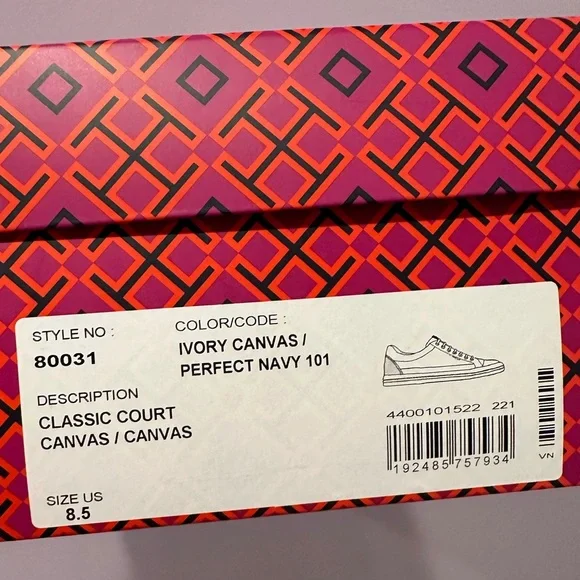 STYLE NO :
80031
COLOR/CODE :
IVORY CANVAS /
PERFECT NAVY 101
DESCRIPTION
CLASSIC COURT
CANVAS / CANVAS
SIZE US
8.5
4400101522 221
192485 757934
VN